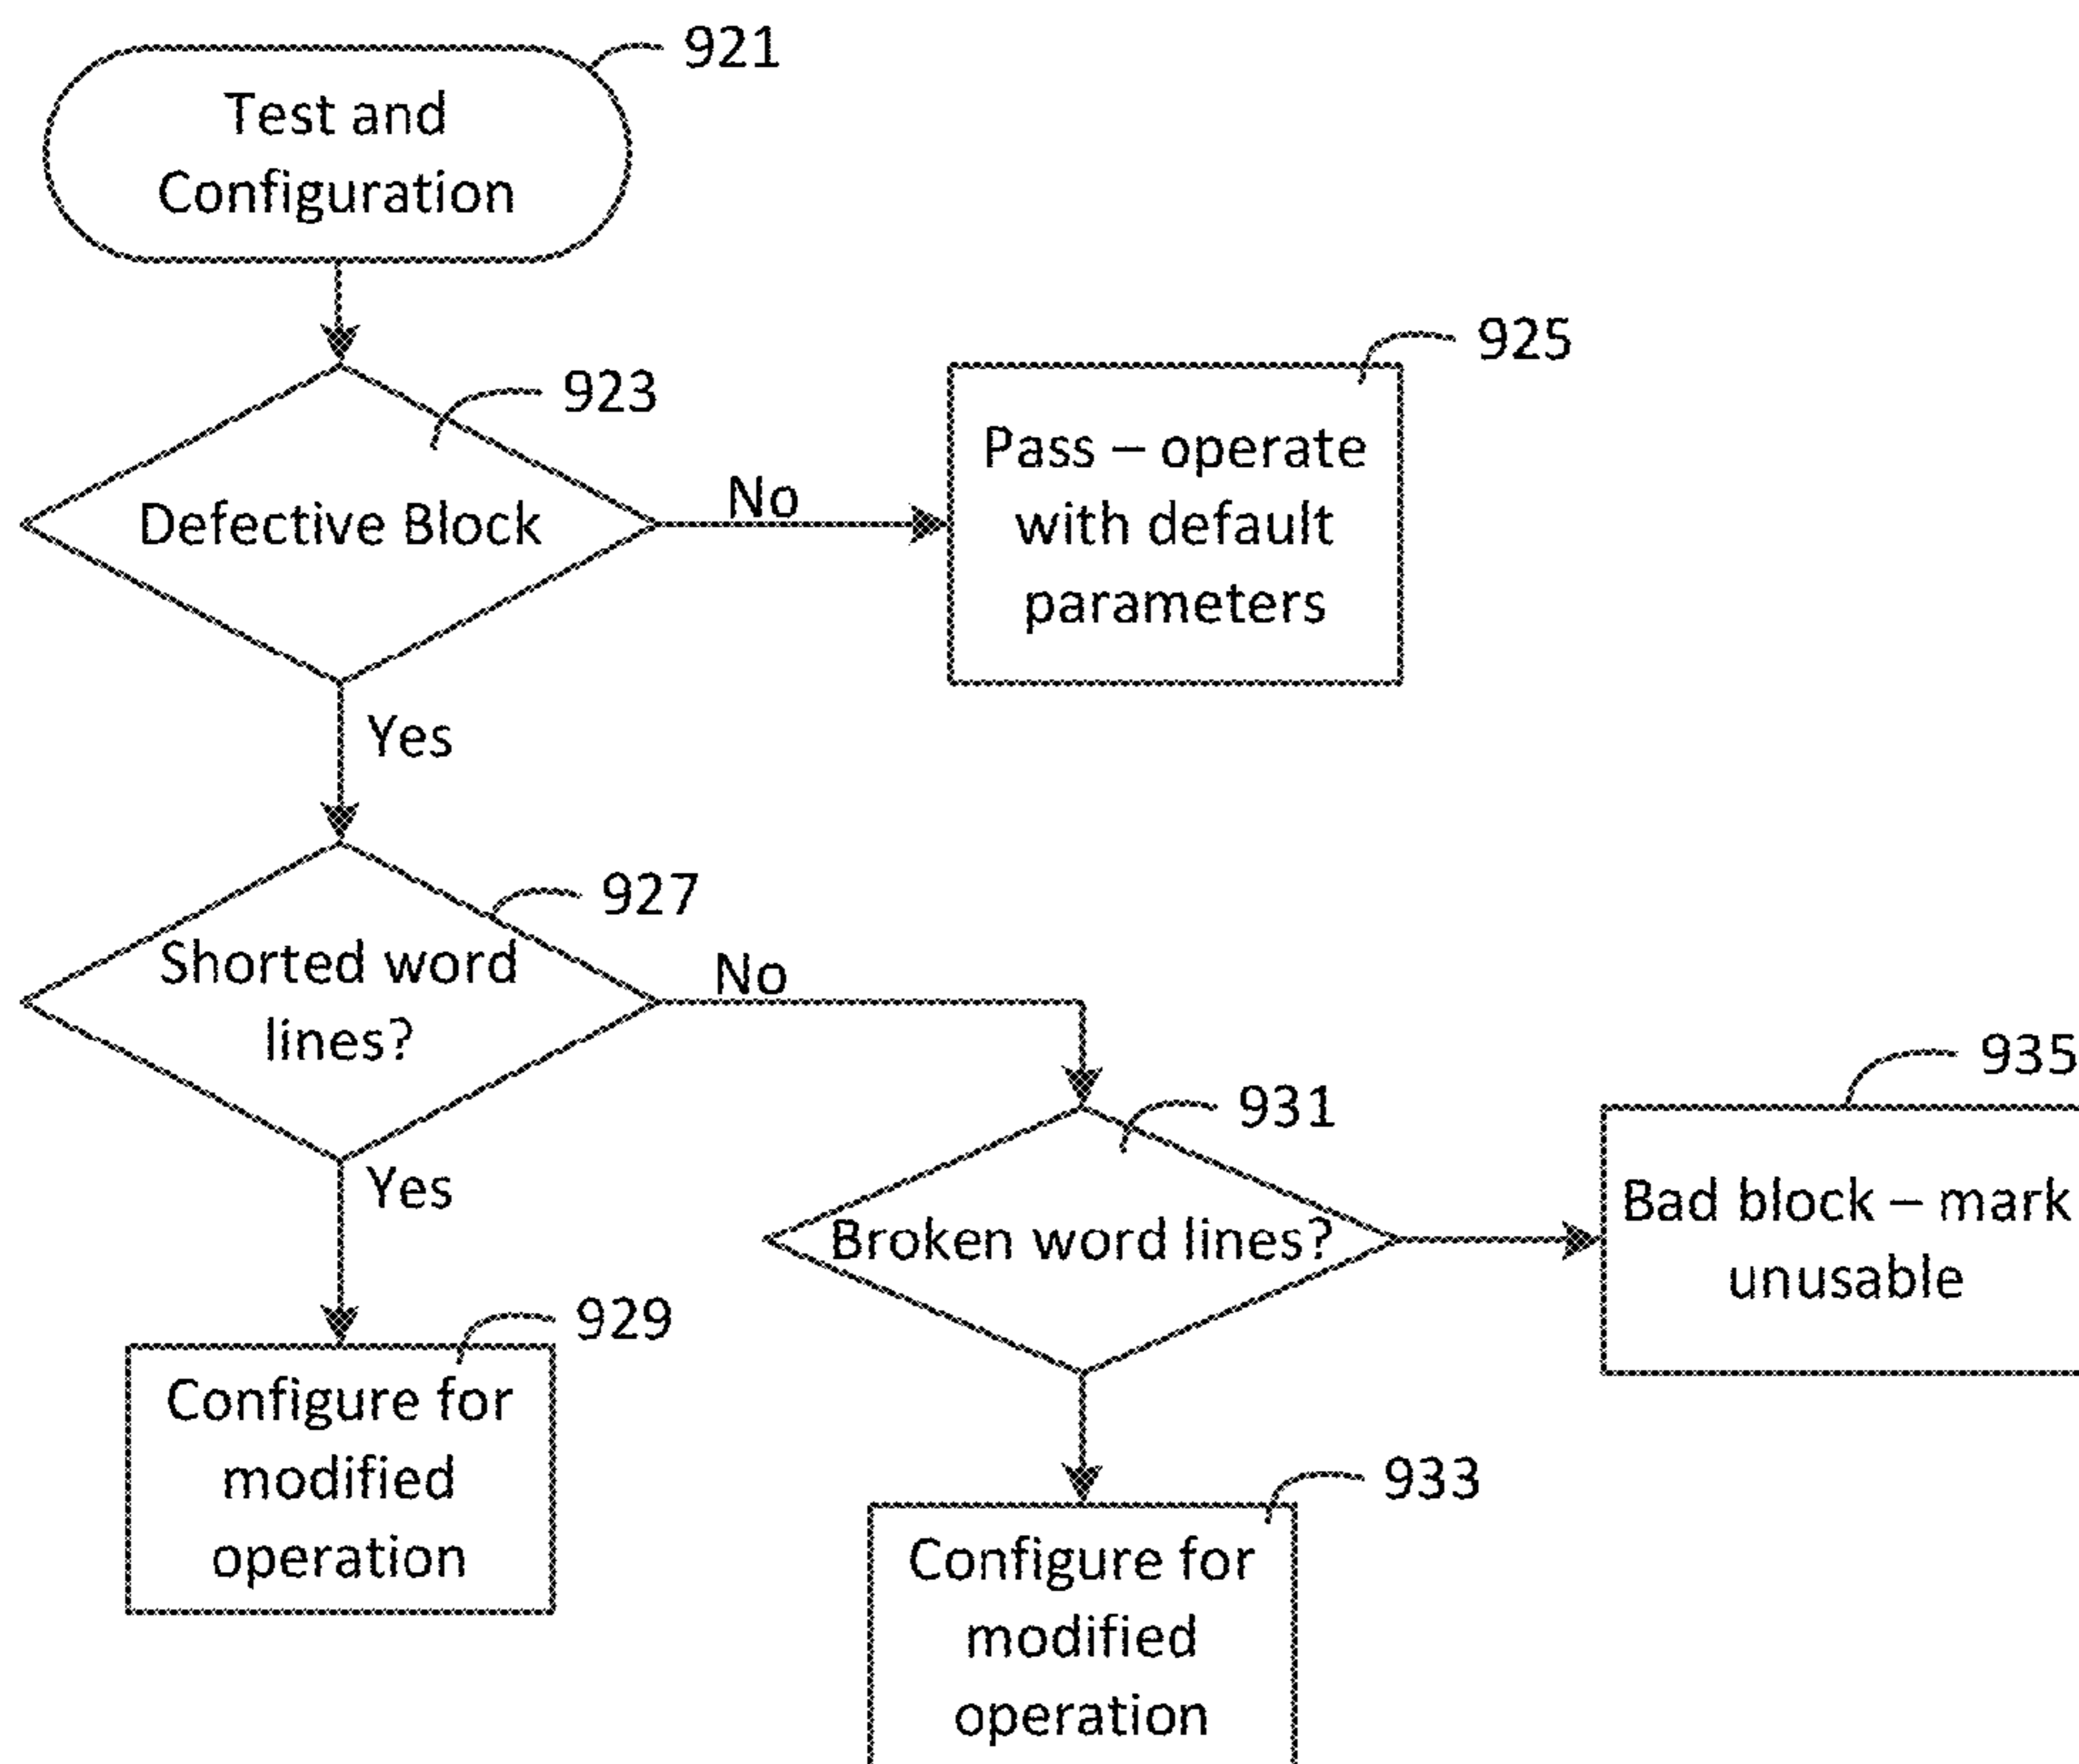 921
Test and
Configuration
923
Defective Block
No
925
Pass – operate
with default
parameters
Yes
927
Shorted word
lines?
No
Yes
929
Configure for
modified
operation
931
Broken word lines?
935
Bad block – mark
unusable
933
Configure for
modified
operation